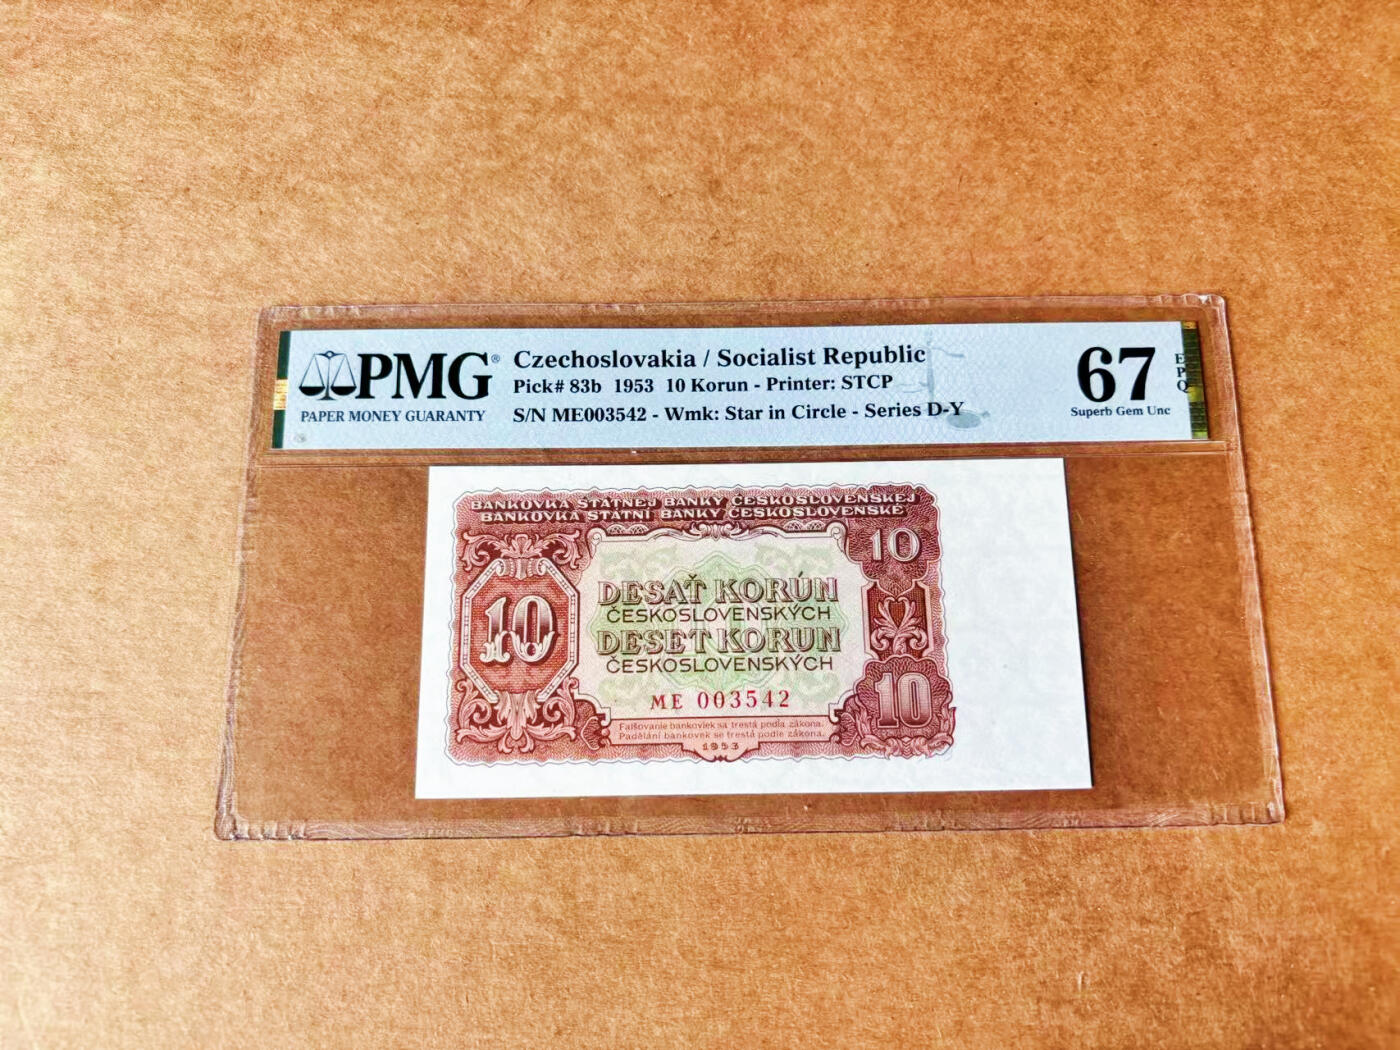 PMG®
PAPER MONEY GUARANTY
Czechoslovakia / Socialist Republic
Pick# 83b 1953 10 Korun - Printer: STCP
S/N ME003542 - Wmk: Star in Circle - Series D-Y
67
Superb Gem Unc
EPQ
BANKOVKA ŠTÁTNEJ BANKY ČESKOSLOVENSKEJ
BANKOVKA STÁTNÍ BANKY ČESKOSLOVENSKÉ
10
10
DESAŤ KORÚN
ČESKOSLOVENSKÝCH
DESET KORUN
ČESKOSLOVENSKÝCH
10
ME 003542
Falšovanie bankoviek sa trestá podľa zákona.
Padělání bankovek se trestá podle zákona.
1953